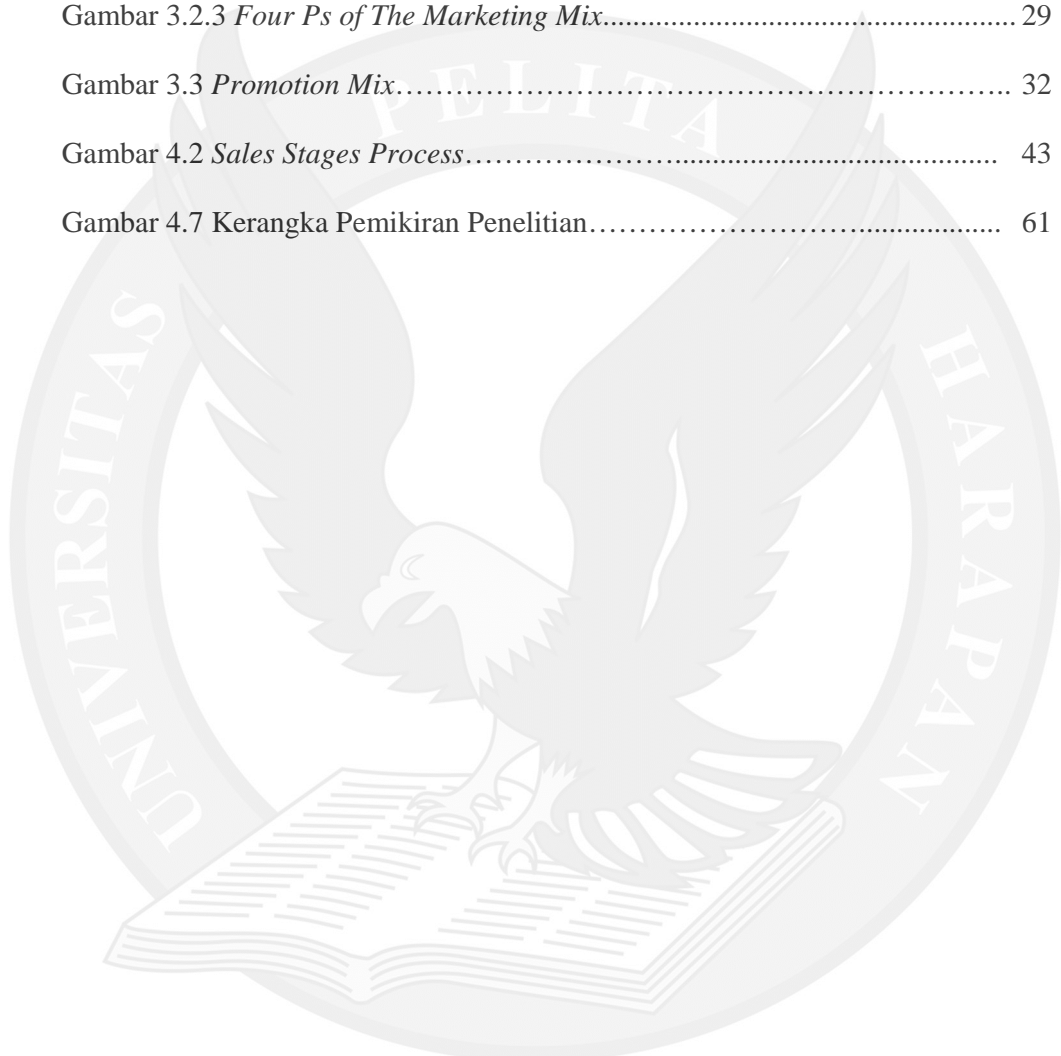 Gambar 3.2.3 Four Ps of The Marketing Mix.................................................................. 29
Gambar 3.3 Promotion Mix……………………………………………………….. 32
Gambar 4.2 Sales Stages Process…………………...................................................... 43
Gambar 4.7 Kerangka Pemikiran Penelitian………………………........................ 61
UNIVERSITAS PELITA HARAPAN